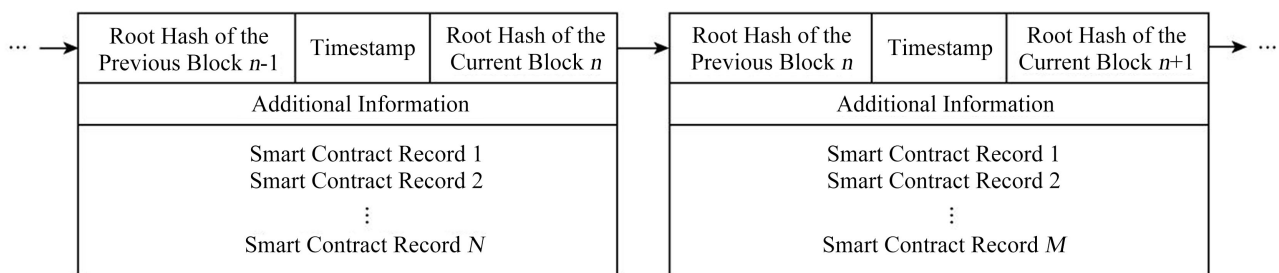 ... Root Hash of the Previous Block n-1 Timestamp Root Hash of the Current Block n
Additional Information
Smart Contract Record 1
Smart Contract Record 2
⋮
Smart Contract Record N
Root Hash of the Previous Block n Timestamp Root Hash of the Current Block n+1 ...
Additional Information
Smart Contract Record 1
Smart Contract Record 2
⋮
Smart Contract Record M